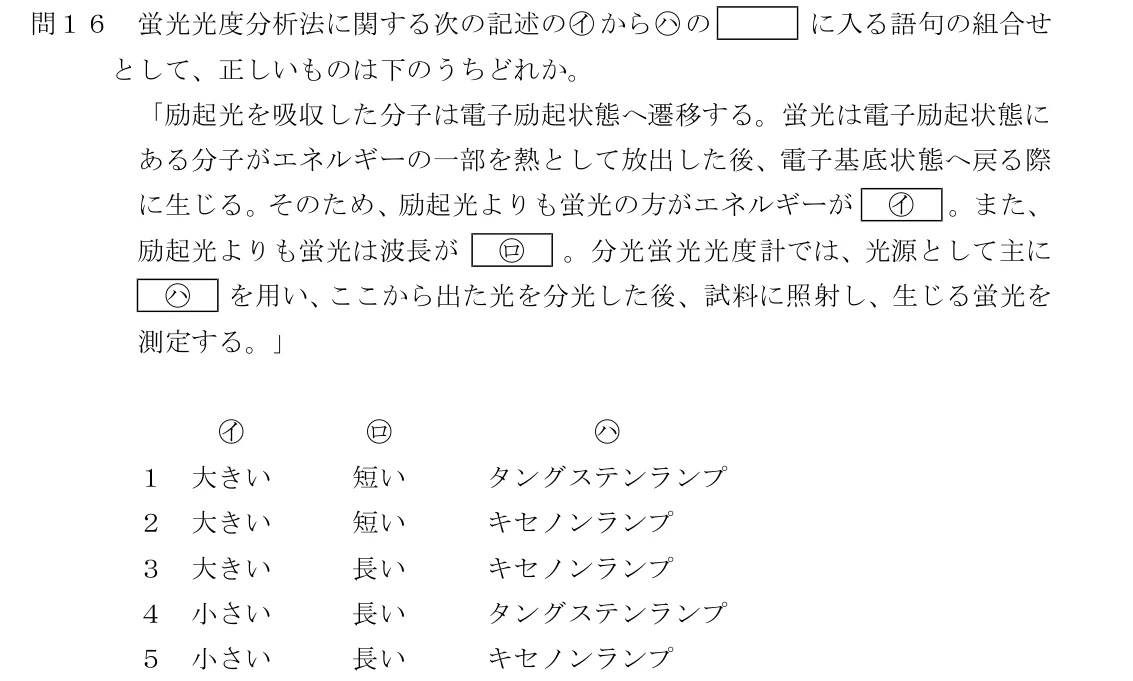 問１６　蛍光光度分析法に関する次の記述の㋑から㋩の　　　に入る語句の組合せ
として、正しいものは下のうちどれか。
「励起光を吸収した分子は電子励起状態へ遷移する。蛍光は電子励起状態に
ある分子がエネルギーの一部を熱として放出した後、電子基底状態へ戻る際
に生じる。そのため、励起光よりも蛍光の方がエネルギーが ㋑ 。また、
励起光よりも蛍光は波長が ㋺ 。分光蛍光光度計では、光源として主に
㋩ を用い、ここから出た光を分光した後、試料に照射し、生じる蛍光を
測定する。」
㋑　㋺　㋩
１　大きい　短い　タングステンランプ
２　大きい　短い　キセノンランプ
３　大きい　長い　キセノンランプ
４　小さい　長い　タングステンランプ
５　小さい　長い　キセノンランプ